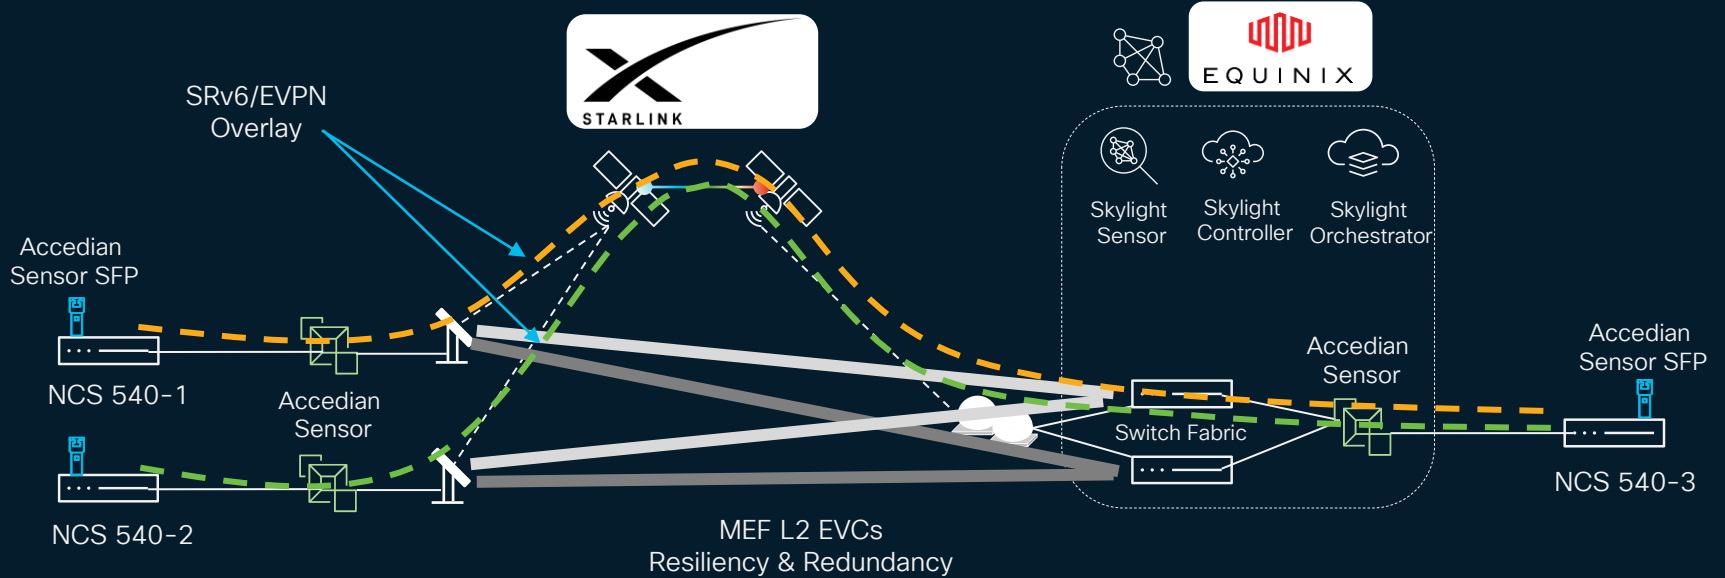 STARLINK
EQUINIX
SRv6/EVPN
Overlay
Skylight
Sensor
Skylight
Controller
Skylight
Orchestrator
Accedian
Sensor SFP
NCS 540-1
Accedian
Sensor
NCS 540-2
Accedian
Sensor
Switch Fabric
Accedian
Sensor SFP
NCS 540-3
MEF L2 EVCs
Resiliency & Redundancy